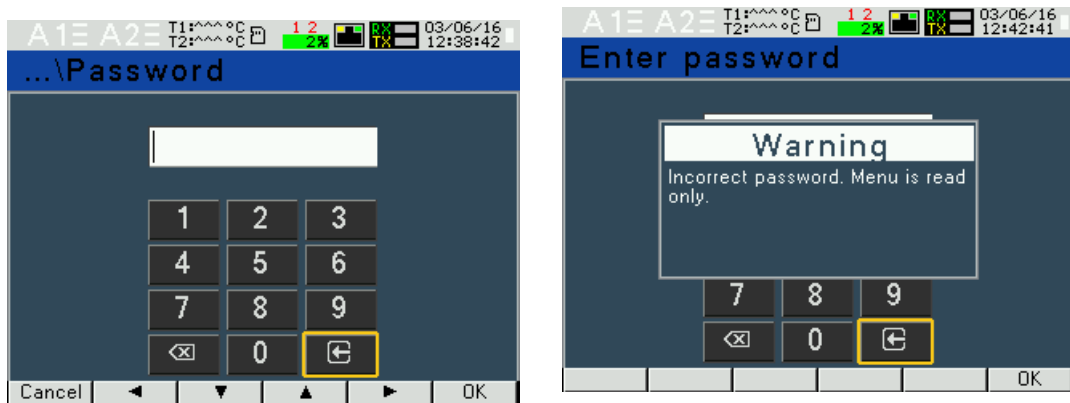 A1 A2 T1:^^^°C T2:^^^°C 1 2 2% RX TX 03/06/16 12:38:42
...\Password
1 2 3
4 5 6
7 8 9
0
Cancel ◄ ▼ ▲ ► OK
A1 A2 T1:^^^°C T2:^^^°C 1 2 2% RX TX 03/06/16 12:42:41
Enter password
Warning
Incorrect password. Menu is read
only.
7 8 9
0
OK